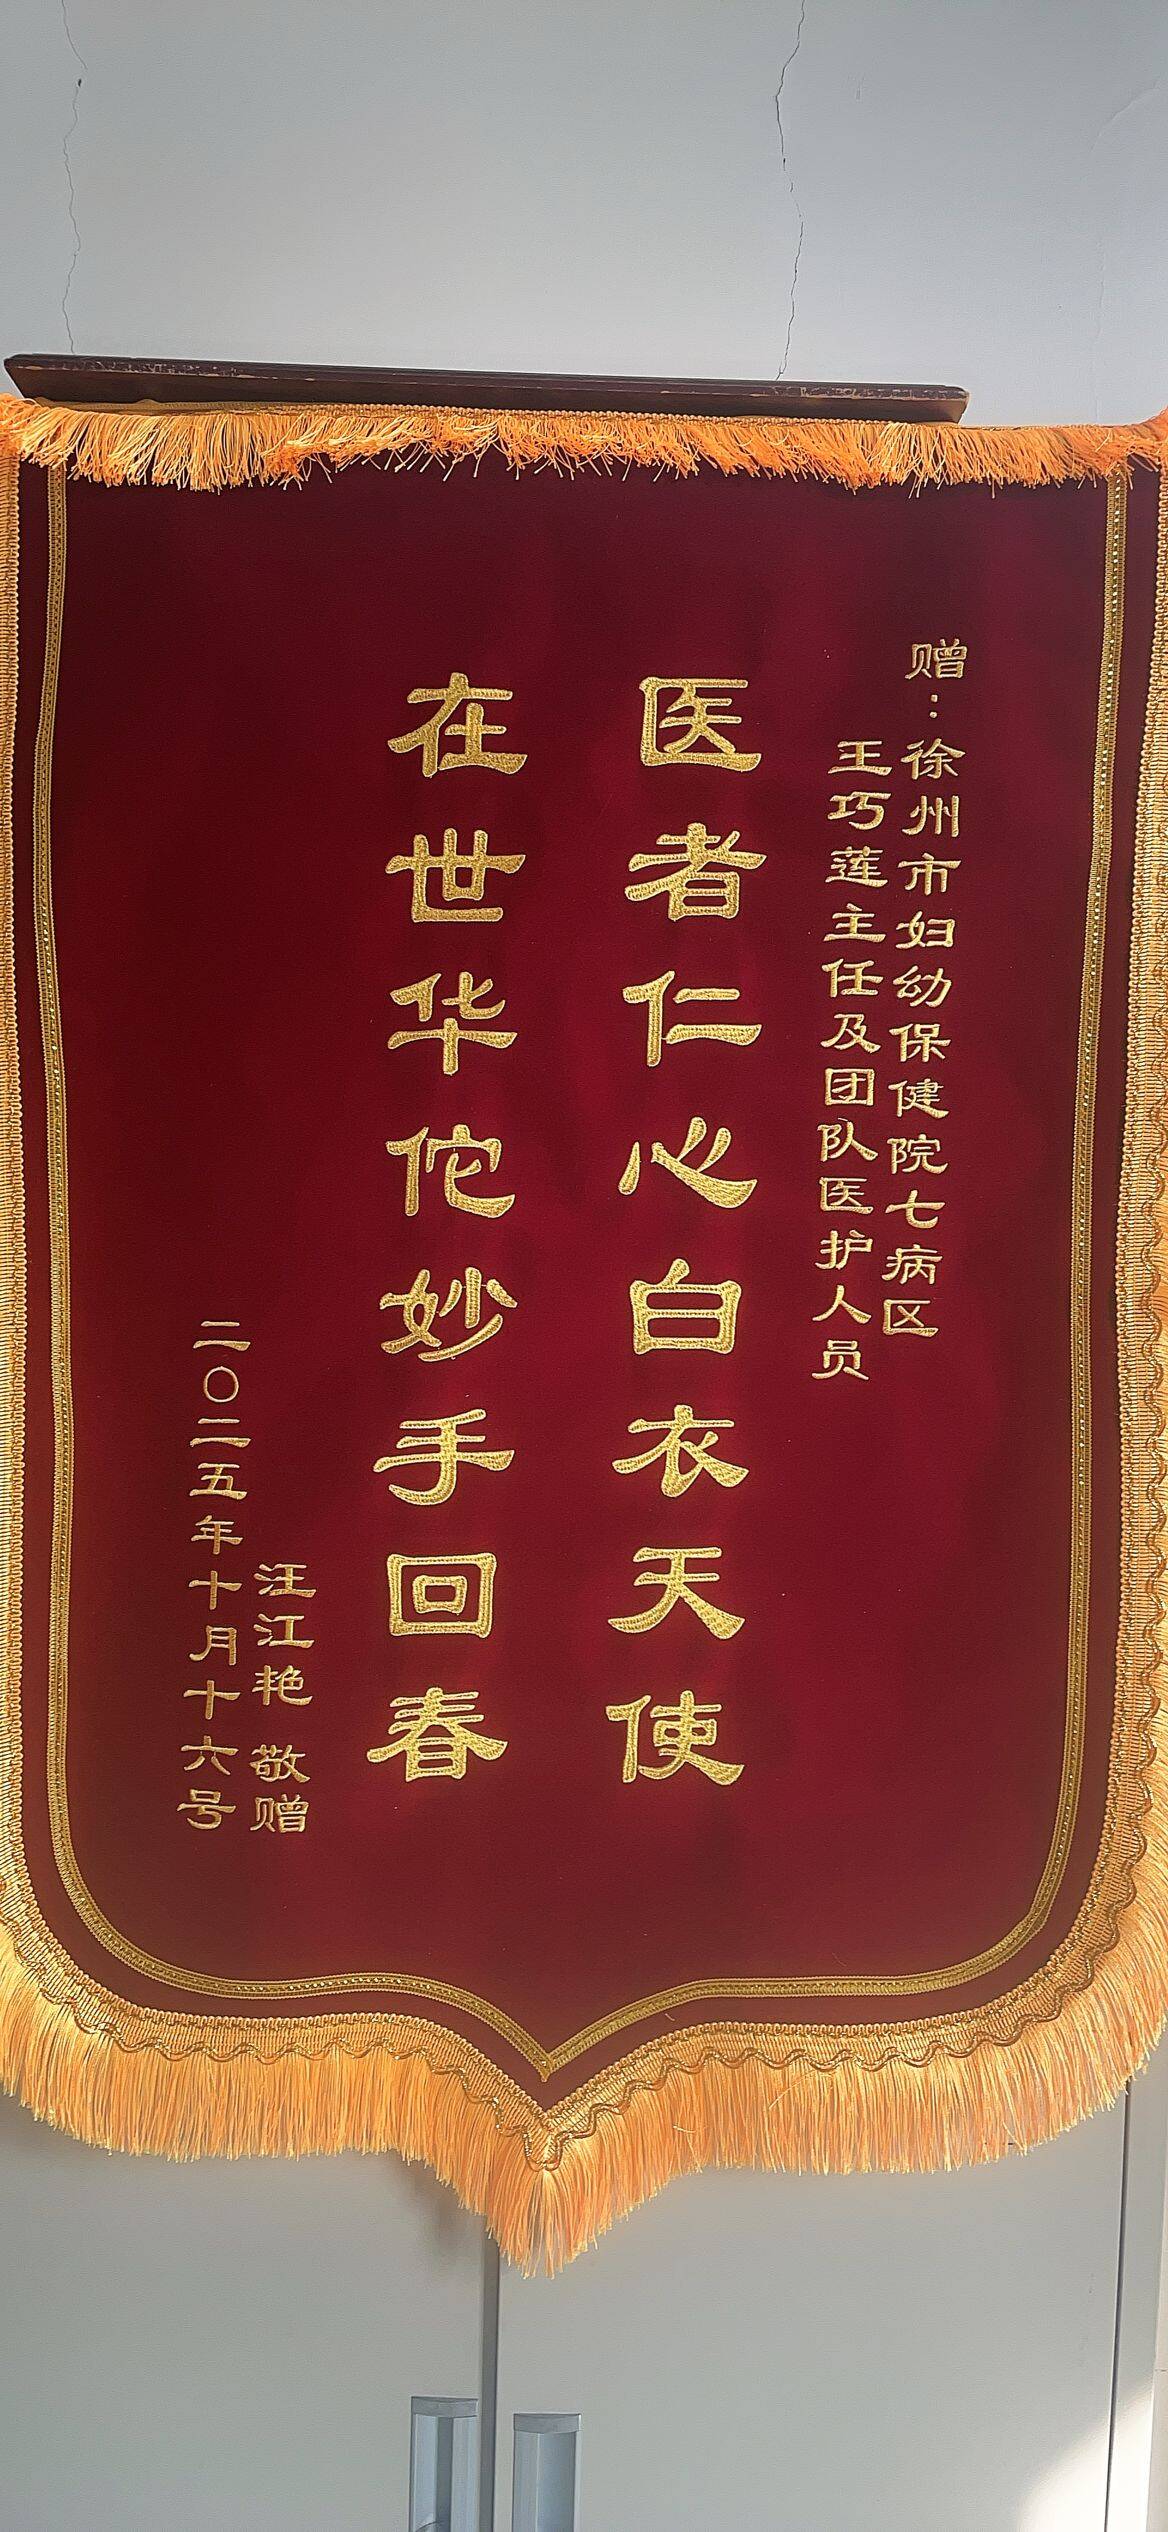 赠：徐州市妇幼保健院七病区
王巧莲主任及团队医护人员
医者仁心白衣天使
在世华佗妙手回春
汪江艳 敬赠
二〇二五年十月十六号